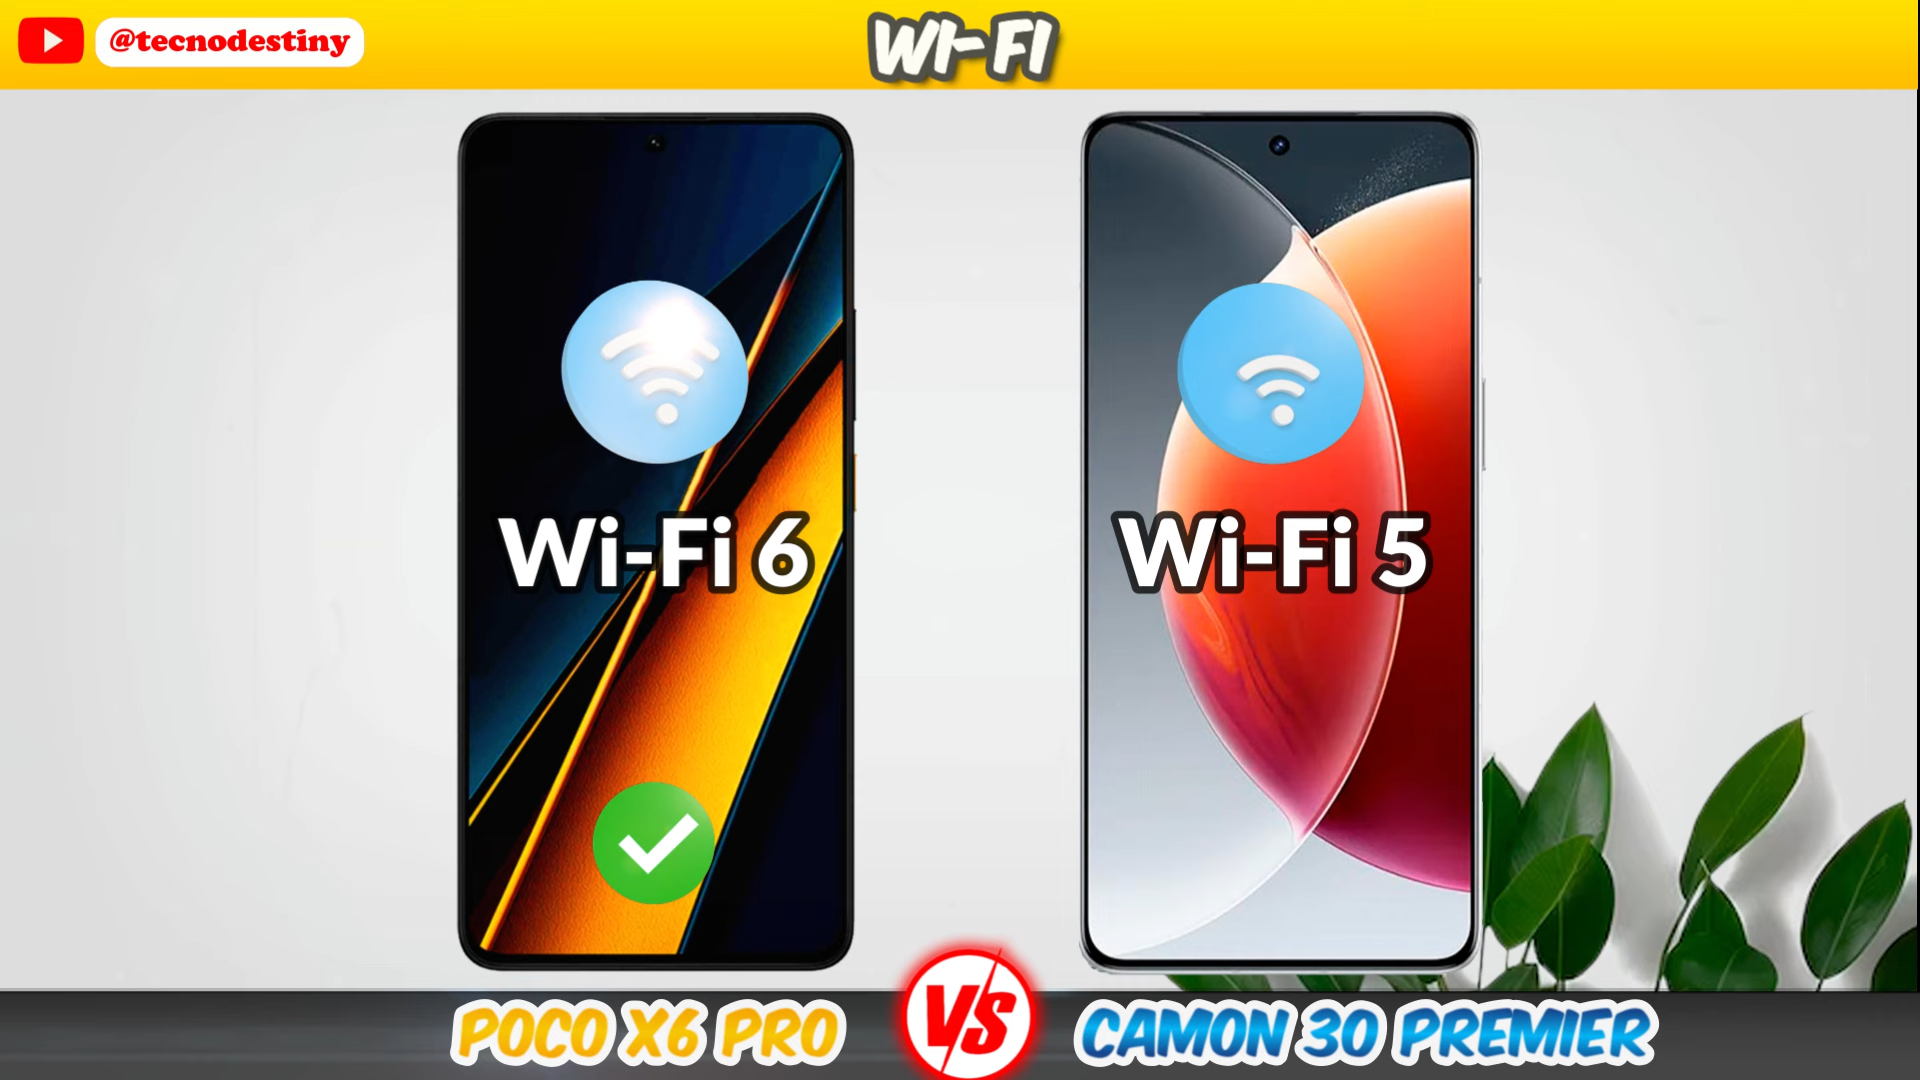 @tecnodestiny
WI-FI
Wi-Fi 6
Wi-Fi 5
POCO X6 PRO
VS
CAMON 30 PREMIER